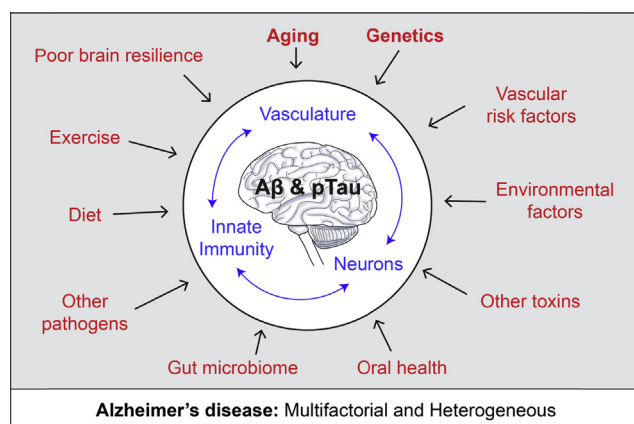 Aging
Genetics
Poor brain resilience
Vascular
risk factors
Vasculature
Exercise
Aβ & pTau
Environmental
factors
Diet
Innate
Immunity
Neurons
Other
pathogens
Other toxins
Gut microbiome
Oral health
Alzheimer's disease: Multifactorial and Heterogeneous